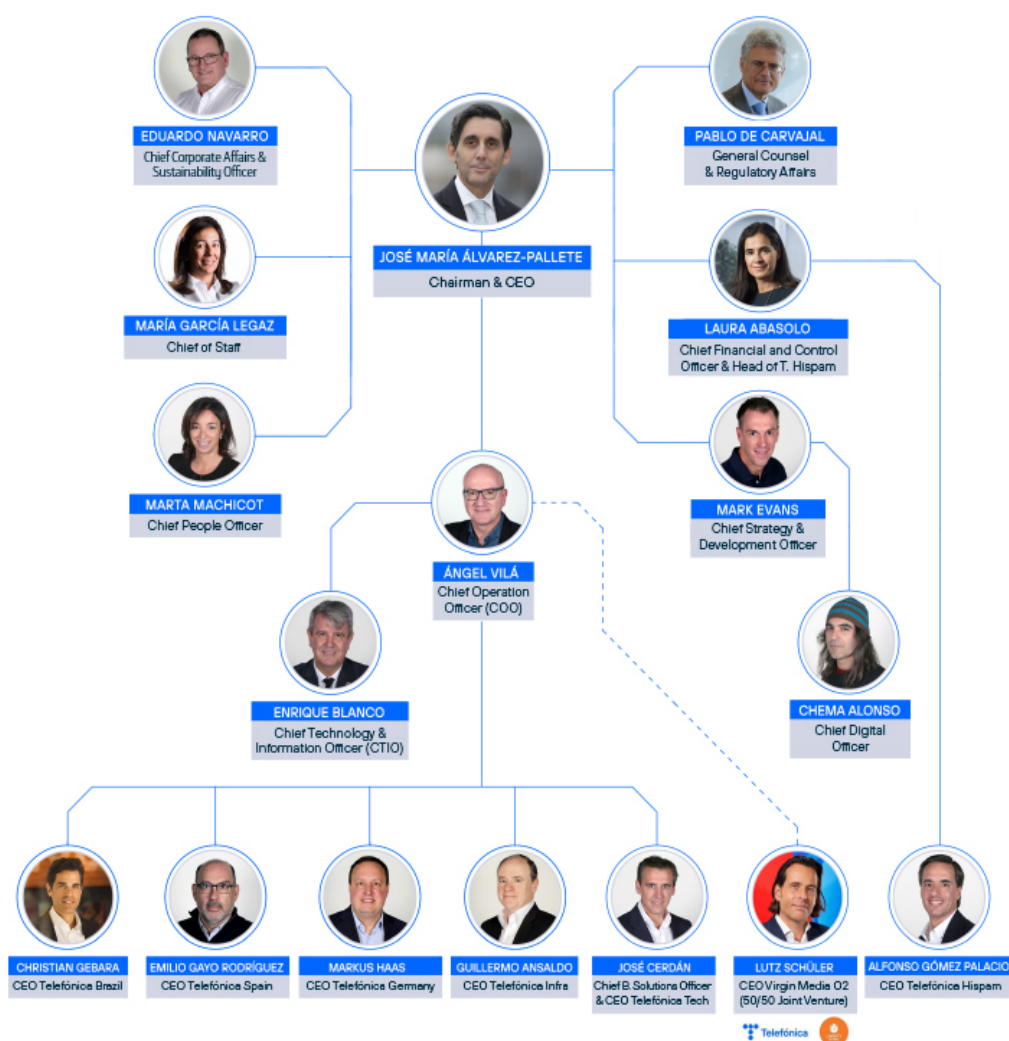 EDUARDO NAVARRO
Chief Corporate Affairs &
Sustainability Officer
PABLO DE CARVAJAL
General Counsel
& Regulatory Affairs
JOSÉ MARÍA ÁLVAREZ-PALLETE
Chairman & CEO
MARÍA GARCÍA LEGAZ
Chief of Staff
LAURA ABASOLO
Chief Financial and Control
Officer & Head of T. Hispam
MARTA MACHICOT
Chief People Officer
MARK EVANS
Chief Strategy &
Development Officer
ÁNGEL VILÁ
Chief Operation
Officer (COO)
ENRIQUE BLANCO
Chief Technology &
Information Officer (CTIO)
CHEMA ALONSO
Chief Digital
Officer
CHRISTIAN GEBARA
CEO Telefónica Brazil
EMILIO GAYO RODRÍGUEZ
CEO Telefónica Spain
MARKUS HAAS
CEO Telefónica Germany
GUILLERMO ANSALDO
CEO Telefónica Infra
JOSÉ CERDÁN
Chief B. Solutions Officer
& CEO Telefónica Tech
LUTZ SCHÜLER
CEO Virgin Media O2
(50/50 Joint Venture)
Telefónica
ALFONSO GÓMEZ PALACIO
CEO Telefónica Hispam